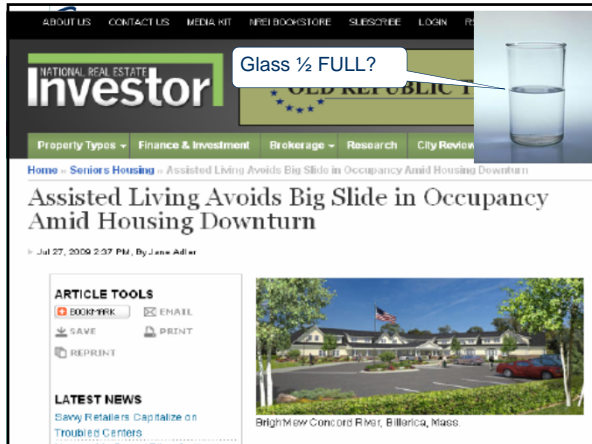 ABOUT US CONTACT US MEDIA KIT NREI BOOKSTORE SUBSCRIBE LOGIN
Glass ½ FULL?
NATIONAL REAL ESTATE
Investor
OLD REPUBLIC
Property Types Finance & Investment Brokerage Research City Review
Home » Seniors Housing » Assisted Living Avoids Big Slide in Occupancy Amid Housing Downturn
Assisted Living Avoids Big Slide in Occupancy
Amid Housing Downturn
Jul 27, 2009 2:37 PM, By Jane Adler
ARTICLE TOOLS
BOOKMARK EMAIL
SAVE PRINT
REPRINT
LATEST NEWS
Savvy Retailers Capitalize on
Troubled Centers
BrightView Concord River, Billerica, Mass.